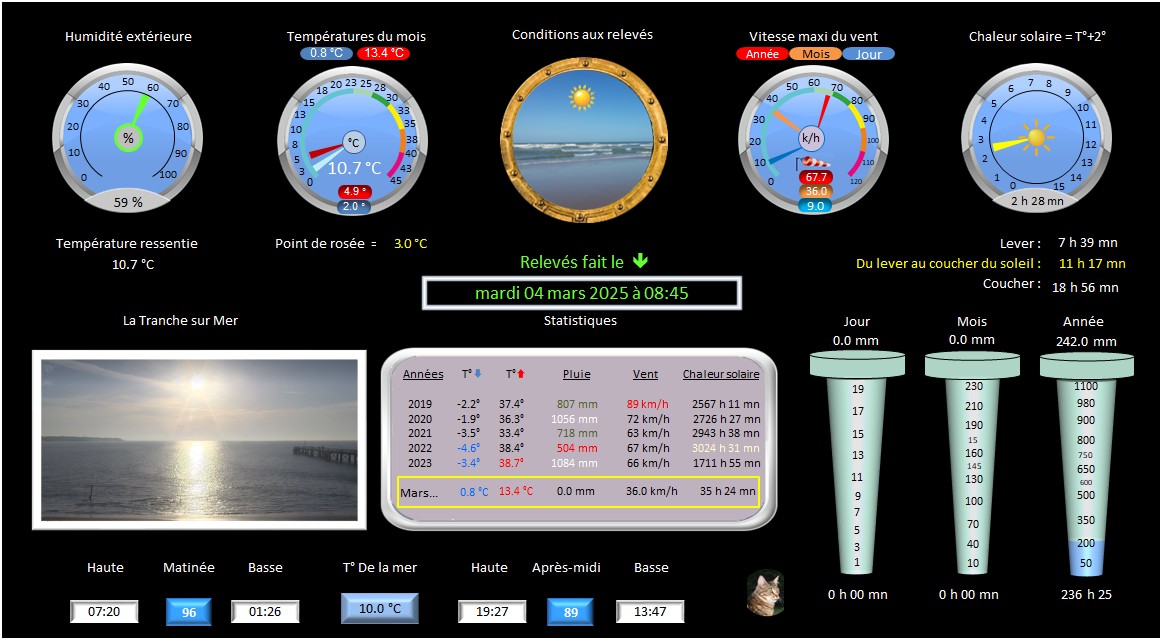 Humidité extérieure
Températures du mois
Conditions aux relevés
Vitesse maxi du vent
Chaleur solaire = T°+2°
0.8 °C 13.4 °C
Année Mois Jour
0 10 20 30 40 50 60 70 80 90 100
%
59 %
0 3 5 8 10 13 15 18 20 23 25 28 30 33 35 38 40 43 45
°C
10.7 °C
4.9 °
2.0 °
0 10 20 30 40 50 60 70 80 90 100 110 120
k/h
67.7
36.0
9.0
0 1 2 3 4 5 6 7 8 9 10 11 12 13 14 15
2 h 28 mn
Température ressentie
10.7 °C
Point de rosée = 3.0 °C
Relevés fait le
mardi 04 mars 2025 à 08:45
Lever : 7 h 39 mn
Du lever au coucher du soleil : 11 h 17 mn
Coucher : 18 h 56 mn
La Tranche sur Mer
Statistiques
Années T° T° Pluie Vent Chaleur solaire
2019 -2.2° 37.4° 807 mm 89 km/h 2567 h 11 mn
2020 -1.9° 36.3° 1056 mm 72 km/h 2726 h 27 mn
2021 -3.5° 33.4° 718 mm 63 km/h 2943 h 38 mn
2022 -4.6° 38.4° 504 mm 67 km/h 3024 h 31 mn
2023 -3.4° 38.7° 1084 mm 66 km/h 1711 h 55 mn
Mars... 0.8 °C 13.4 °C 0.0 mm 36.0 km/h 35 h 24 mn
Jour
0.0 mm
19
17
15
13
11
9
7
5
3
1
0 h 00 mn
Mois
0.0 mm
230
210
190
15
160
145
130
100
70
40
10
0 h 00 mn
Année
242.0 mm
1100
980
900
800
750
650
600
500
350
200
50
236 h 25
Haute Matinée Basse
07:20 96 01:26
T° De la mer
10.0 °C
Haute Après-midi Basse
19:27 89 13:47